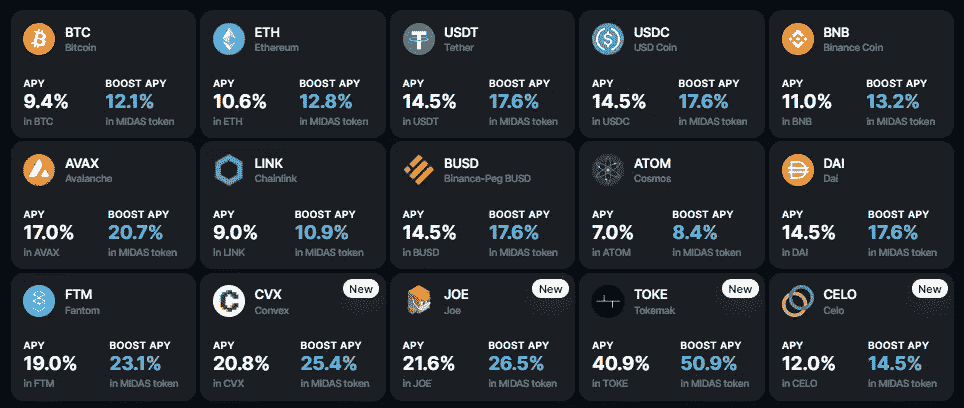 BTC
Bitcoin
APY BOOST APY
9.4% 12.1%
in BTC in MIDAS token
ETH
Ethereum
APY BOOST APY
10.6% 12.8%
in ETH in MIDAS token
USDT
Tether
APY BOOST APY
14.5% 17.6%
in USDT in MIDAS token
USDC
USD Coin
APY BOOST APY
14.5% 17.6%
in USDC in MIDAS token
BNB
Binance Coin
APY BOOST APY
11.0% 13.2%
in BNB in MIDAS token
AVAX
Avalanche
APY BOOST APY
17.0% 20.7%
in AVAX in MIDAS token
LINK
Chainlink
APY BOOST APY
9.0% 10.9%
in LINK in MIDAS token
BUSD
Binance-Peg BUSD
APY BOOST APY
14.5% 17.6%
in BUSD in MIDAS token
ATOM
Cosmos
APY BOOST APY
7.0% 8.4%
in ATOM in MIDAS token
DAI
Dai
APY BOOST APY
14.5% 17.6%
in DAI in MIDAS token
FTM
Fantom
APY BOOST APY
19.0% 23.1%
in FTM in MIDAS token
CVX New
Convex
APY BOOST APY
20.8% 25.4%
in CVX in MIDAS token
JOE New
Joe
APY BOOST APY
21.6% 26.5%
in JOE in MIDAS token
TOKE New
Tokemak
APY BOOST APY
40.9% 50.9%
in TOKE in MIDAS token
CELO New
Celo
APY BOOST APY
12.0% 14.5%
in CELO in MIDAS token